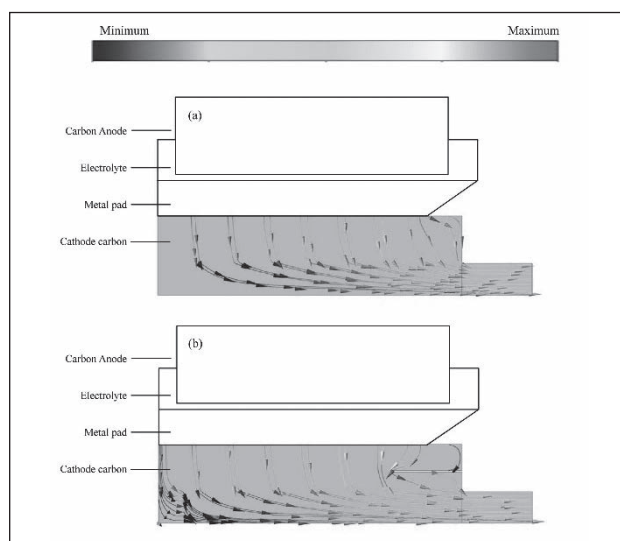 Minimum Maximum
(a)
Carbon Anode
Electrolyte
Metal pad
Cathode carbon
(b)
Carbon Anode
Electrolyte
Metal pad
Cathode carbon